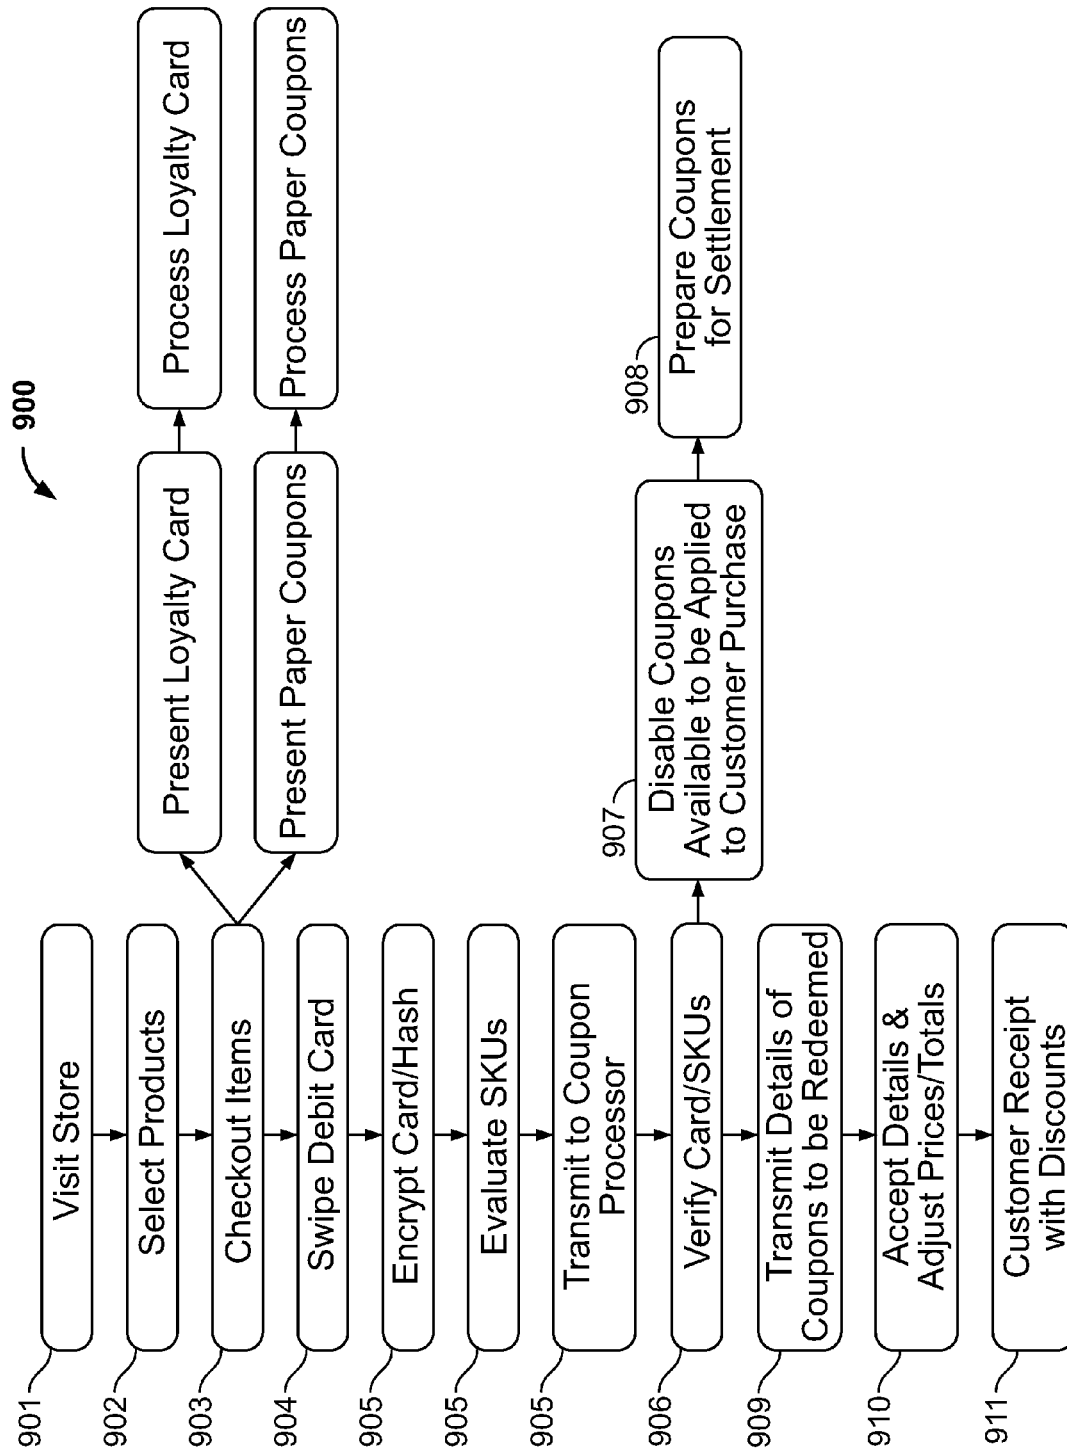 900
901
Visit Store
902
Select Products
903
Checkout Items
Present Loyalty Card
Process Loyalty Card
Present Paper Coupons
Process Paper Coupons
904
Swipe Debit Card
905
Encrypt Card/Hash
905
Evaluate SKUs
905
Transmit to Coupon
Processor
906
Verify Card/SKUs
907
Disable Coupons
Available to be Applied
to Customer Purchase
908
Prepare Coupons
for Settlement
909
Transmit Details of
Coupons to be Redeemed
910
Accept Details &
Adjust Prices/Totals
911
Customer Receipt
with Discounts